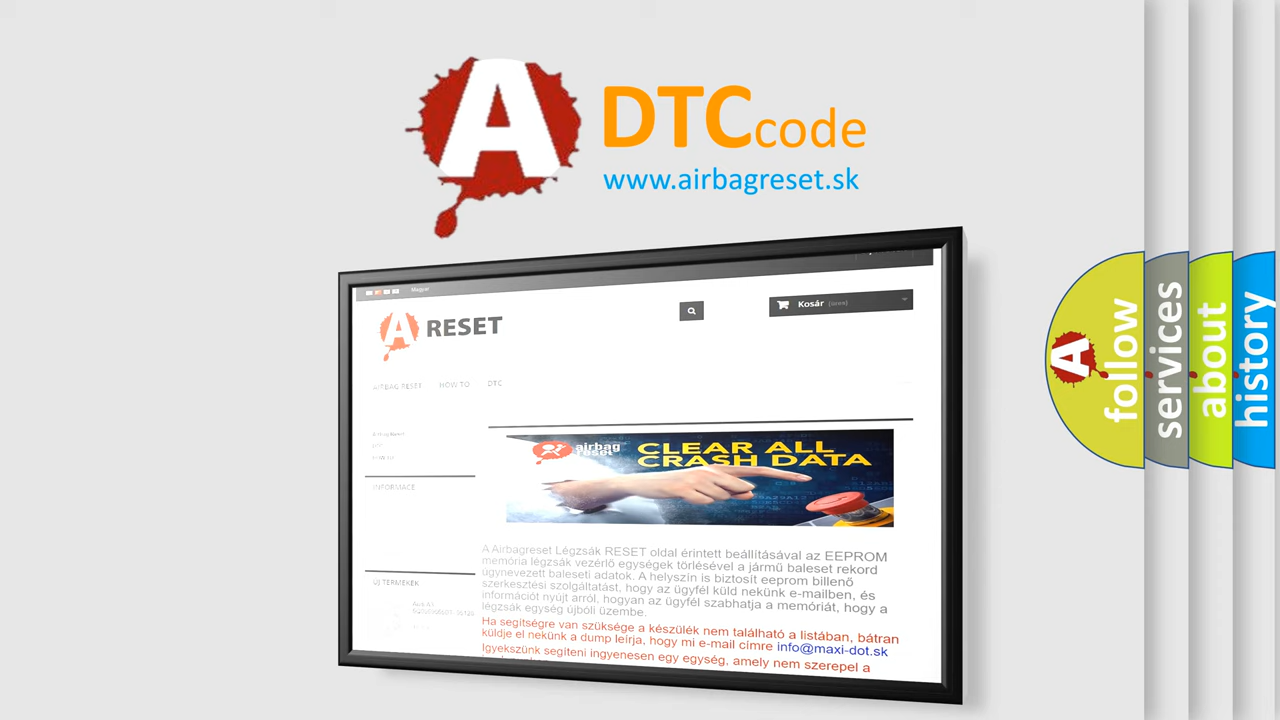 A DTC code
www.airbagreset.sk
Magyar
Kosár (üres)
A RESET
AIRBAG RESET HOW TO DTC
airbag reset
CLEAR ALL
CRASH DATA
INFORMACE
A Airbagreset Légzsák RESET oldal érintett beállításával az EEPROM
memória légzsák vezérlő egységek törlésével a jármű baleset rekord
úgynevezett baleseti adatok. A helyszín is biztosít eeprom billenő
szerkesztési szolgáltatást, hogy az ügyfél küld nekünk e-mailben, és
információt nyújt arról, hogyan az ügyfél szabhatja a memóriát, hogy a
légzsák egység újbóli üzembe.
Ha segítségre van szüksége a készülék nem található a listában, bátran
küldje el nekünk a dump leírja, hogy mi e-mail címre info@maxi-dot.sk
Igyekszünk segíteni ingyenesen egy egység, amely nem szerepel a
ÚJ TERMÉKEK
A follow
services
about
history